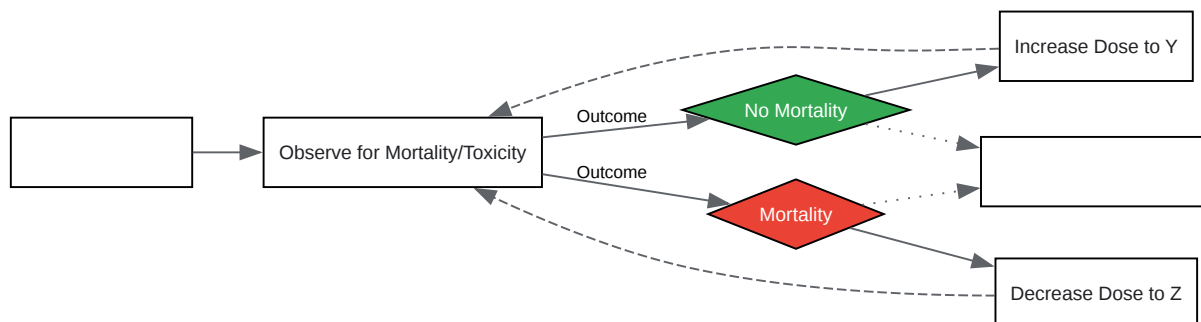 Increase Dose to Y
No Mortality
Outcome
Observe for Mortality/Toxicity
Outcome
Mortality
Decrease Dose to Z